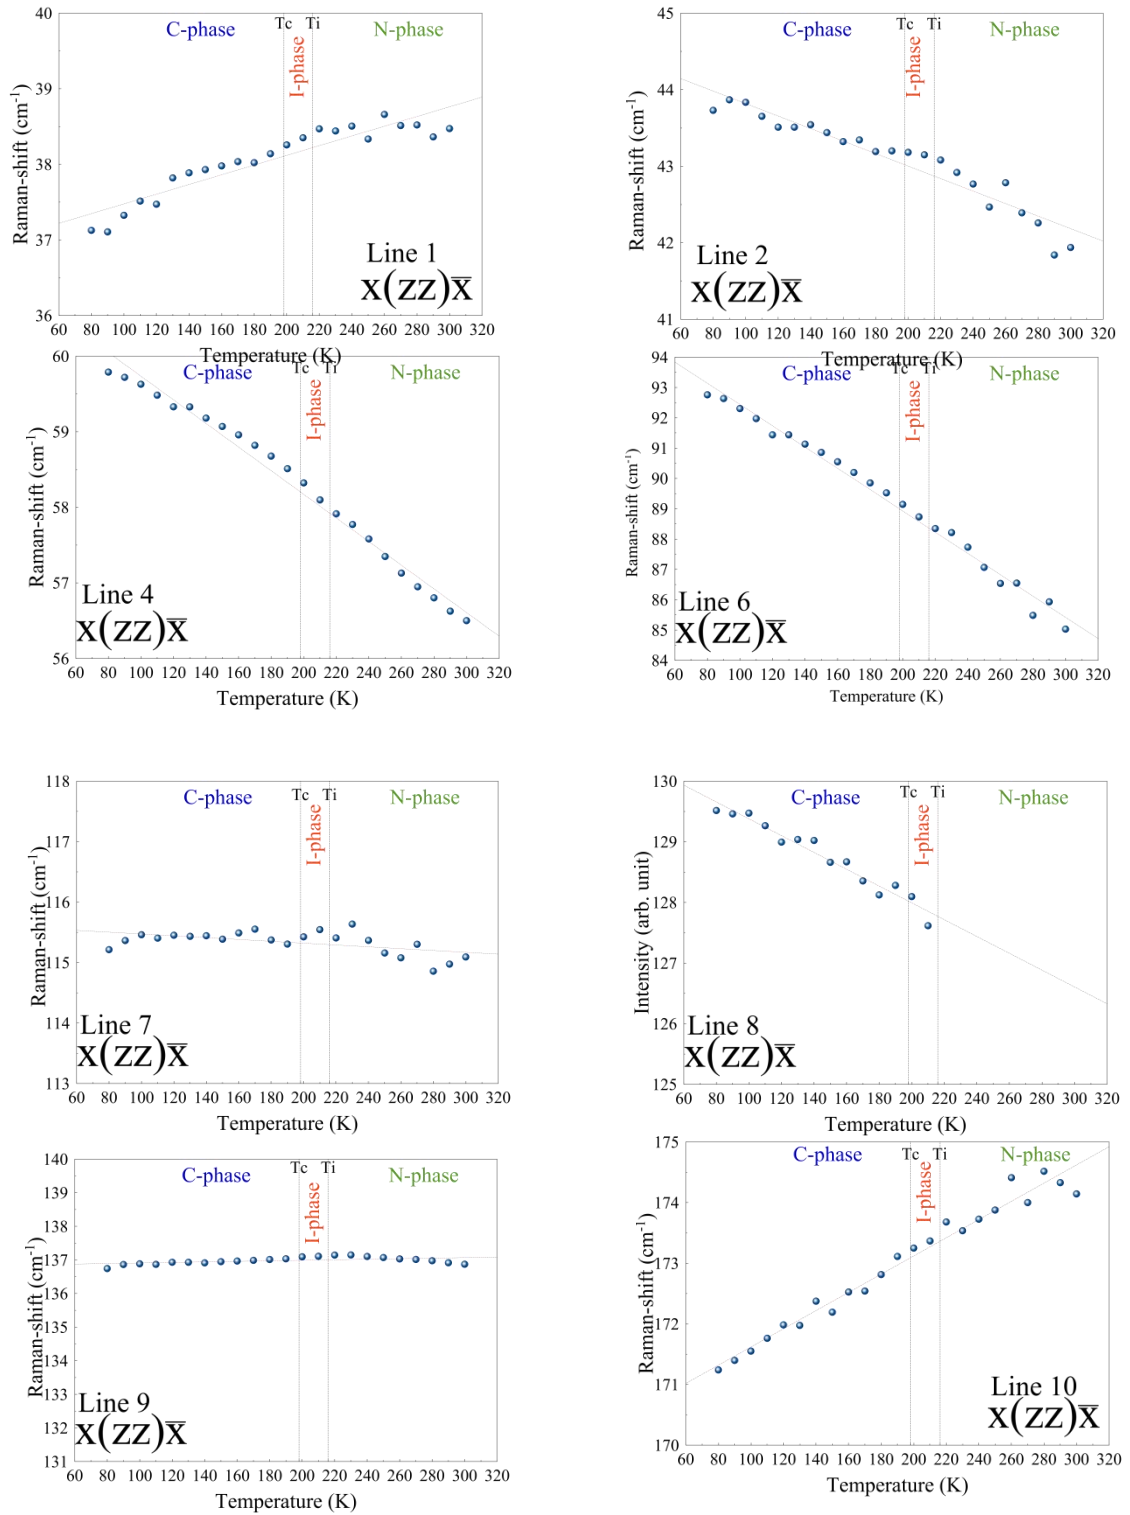 40
39
38
37
36
Raman-shift (cm-1)
C-phase
Tc
Ti
I-phase
N-phase
Line 1
x(zz)x̅
60 80 100 120 140 160 180 200 220 240 260 280 300 320
Temperature (K)
45
44
43
42
41
Raman-shift (cm-1)
C-phase
Tc
Ti
I-phase
N-phase
Line 2
x(zz)x̅
60 80 100 120 140 160 180 200 220 240 260 280 300 320
Temperature (K)
60
59
58
57
56
Raman-shift (cm-1)
C-phase
Tc
Ti
I-phase
N-phase
Line 4
x(zz)x̅
60 80 100 120 140 160 180 200 220 240 260 280 300 320
Temperature (K)
94
93
92
91
90
89
88
87
86
85
84
Raman-shift (cm-1)
C-phase
Tc
Ti
I-phase
N-phase
Line 6
x(zz)x̅
60 80 100 120 140 160 180 200 220 240 260 280 300 320
Temperature (K)
118
117
116
115
114
113
Raman-shift (cm-1)
C-phase
Tc
Ti
I-phase
N-phase
Line 7
x(zz)x̅
60 80 100 120 140 160 180 200 220 240 260 280 300 320
Temperature (K)
130
129
128
127
126
125
Intensity (arb. unit)
C-phase
Tc
Ti
I-phase
N-phase
Line 8
x(zz)x̅
60 80 100 120 140 160 180 200 220 240 260 280 300 320
Temperature (K)
140
139
138
137
136
135
134
133
132
131
Raman-shift (cm-1)
C-phase
Tc
Ti
I-phase
N-phase
Line 9
x(zz)x̅
60 80 100 120 140 160 180 200 220 240 260 280 300 320
Temperature (K)
175
174
173
172
171
170
Raman-shift (cm-1)
C-phase
Tc
Ti
I-phase
N-phase
Line 10
x(zz)x̅
60 80 100 120 140 160 180 200 220 240 260 280 300 320
Temperature (K)